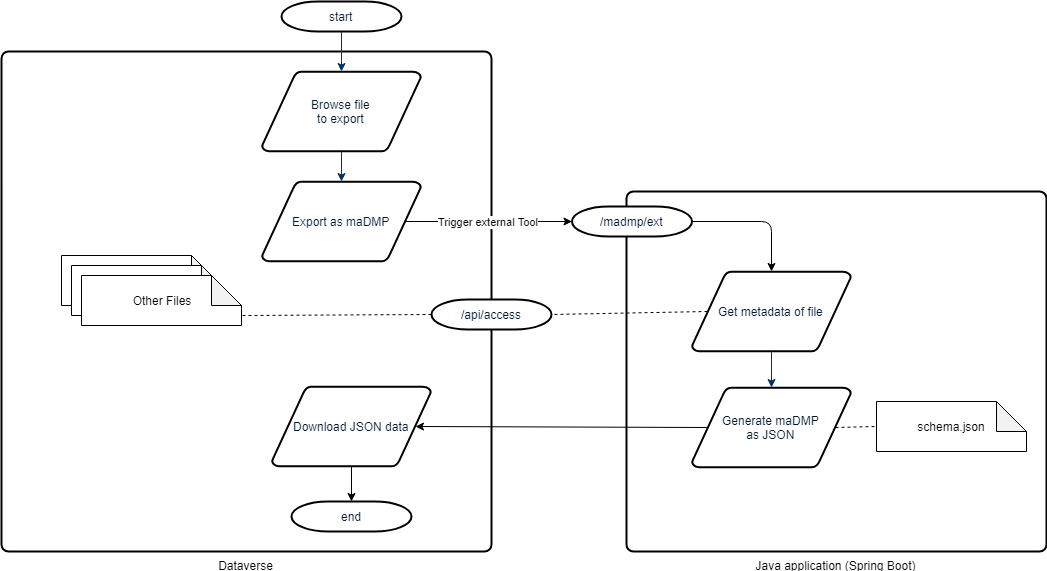 start
Browse file
to export
Export as maDMP
Trigger external Tool
/madmp/ext
Other Files
/api/access
Get metadata of file
Download JSON data
Generate maDMP
as JSON
schema.json
end
Dataverse
Java application (Spring Boot)